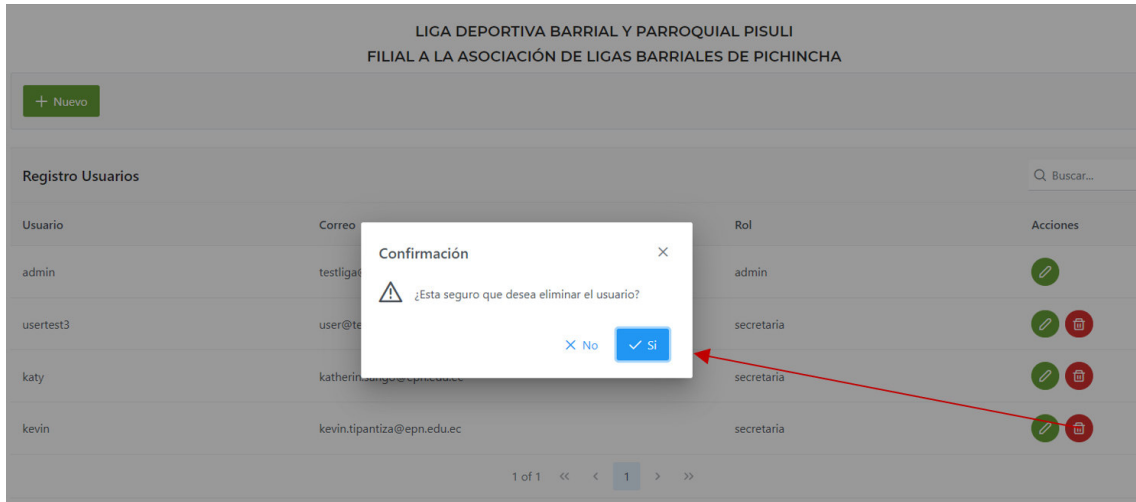 LIGA DEPORTIVA BARRIAL Y PARROQUIAL PISULI
FILIAL A LA ASOCIACIÓN DE LIGAS BARRIALES DE PICHINCHA
+ Nuevo
Registro Usuarios
Buscar...
Usuario Correo Rol Acciones
admin admin
usertest3 secretaria
katy secretaria
kevin kevin.tipantiza@epn.edu.ec secretaria
Confirmación
¿Esta seguro que desea eliminar el usuario?
No Si
1 of 1 << < 1 > >>